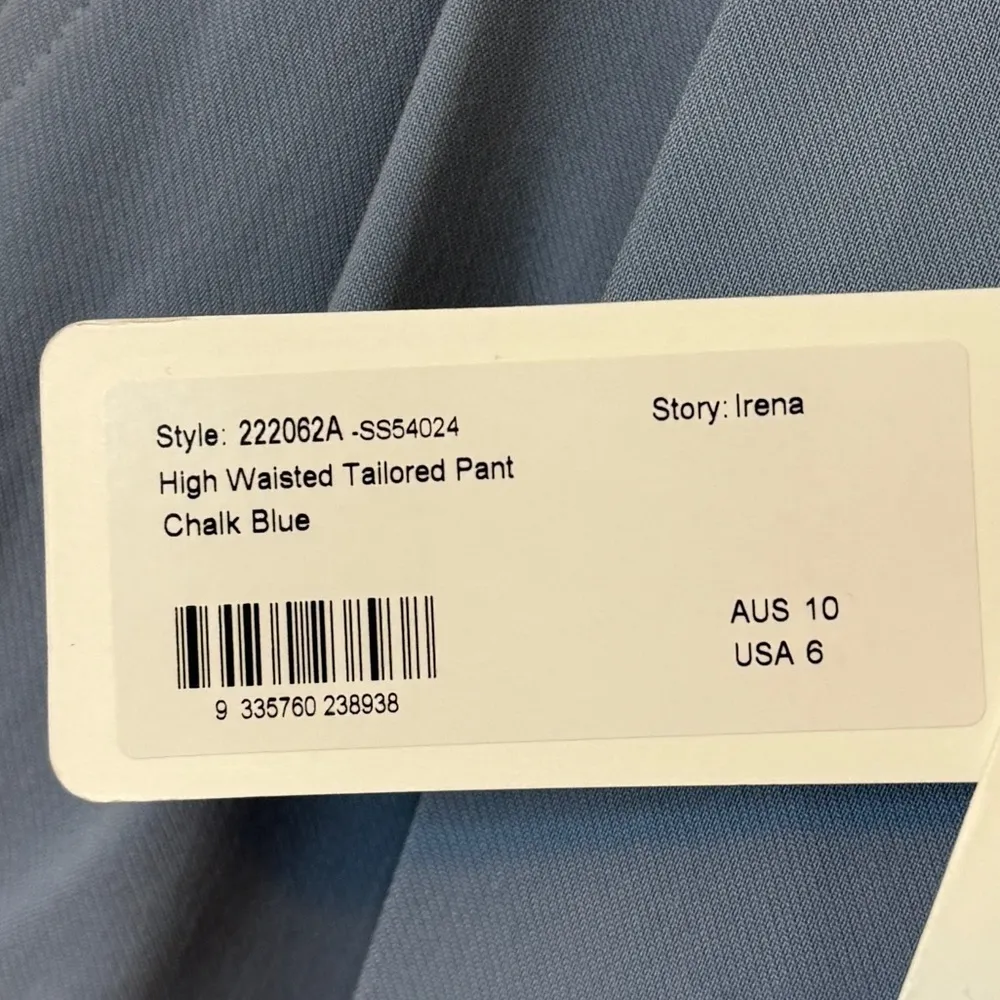 Style: 222062A -SS54024
Story: Irena
High Waisted Tailored Pant
Chalk Blue
AUS 10
USA 6
9 335760 238938